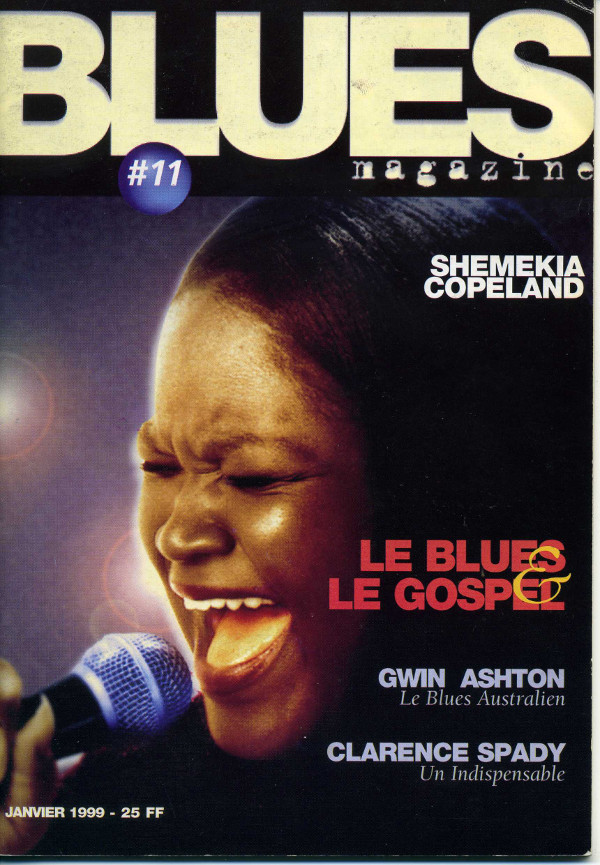 BLUES
magazine
#11
SHEMEKIA
COPELAND
LE BLUES
&
LE GOSPEL
GWIN ASHTON
Le Blues Australien
CLARENCE SPADY
Un Indispensable
JANVIER 1999 - 25 FF